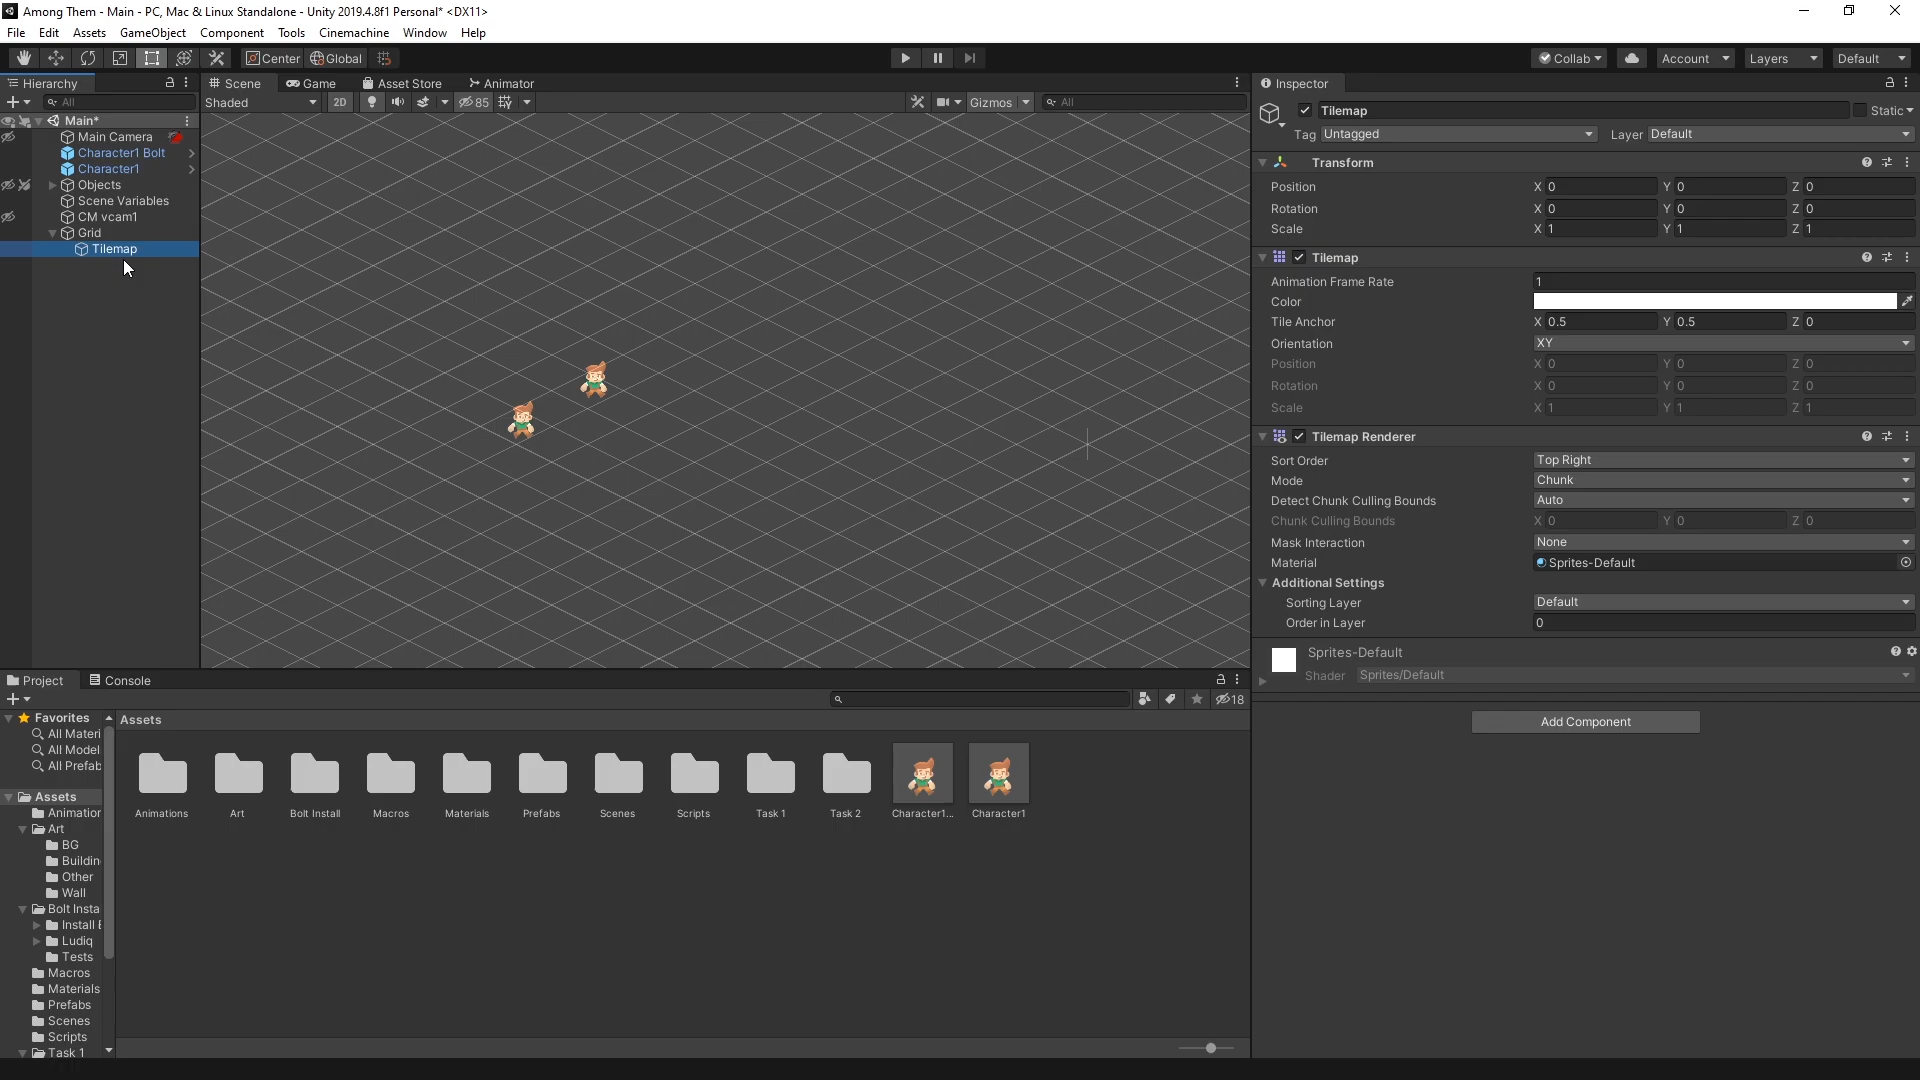 Among Them - Main - PC, Mac & Linux Standalone - Unity 2019.4.8f1 Personal* <DX11>
File Edit Assets GameObject Component Tools Cinemachine Window Help
Center Global Collab Account Layers Default
Hierarchy
All
Main*
Main Camera
Character1 Bolt
Character1
Objects
Scene Variables
CM vcam1
Grid
Tilemap
Scene Game Asset Store Animator
Shaded 2D 85 Gizmos All
Inspector
Tilemap Static
Tag Untagged Layer Default
Transform
Position X 0 Y 0 Z 0
Rotation X 0 Y 0 Z 0
Scale X 1 Y 1 Z 1
Tilemap
Animation Frame Rate 1
Color
Tile Anchor X 0.5 Y 0.5 Z 0
Orientation XY
Position X 0 Y 0 Z 0
Rotation X 0 Y 0 Z 0
Scale X 1 Y 1 Z 1
Tilemap Renderer
Sort Order Top Right
Mode Chunk
Detect Chunk Culling Bounds Auto
Chunk Culling Bounds X 0 Y 0 Z 0
Mask Interaction None
Material Sprites-Default
Additional Settings
Sorting Layer Default
Order in Layer 0
Sprites-Default
Shader Sprites/Default
Add Component
Project Console
18
Favorites
All Materi
All Model
All Prefab
Assets
Animation
Art
BG
Buildin
Other
Wall
Bolt Insta
Install B
Ludiq
Tests
Macros
Materials
Prefabs
Scenes
Scripts
Task 1
Assets
Animations Art Bolt Install Macros Materials Prefabs Scenes Scripts Task 1 Task 2 Character1... Character1